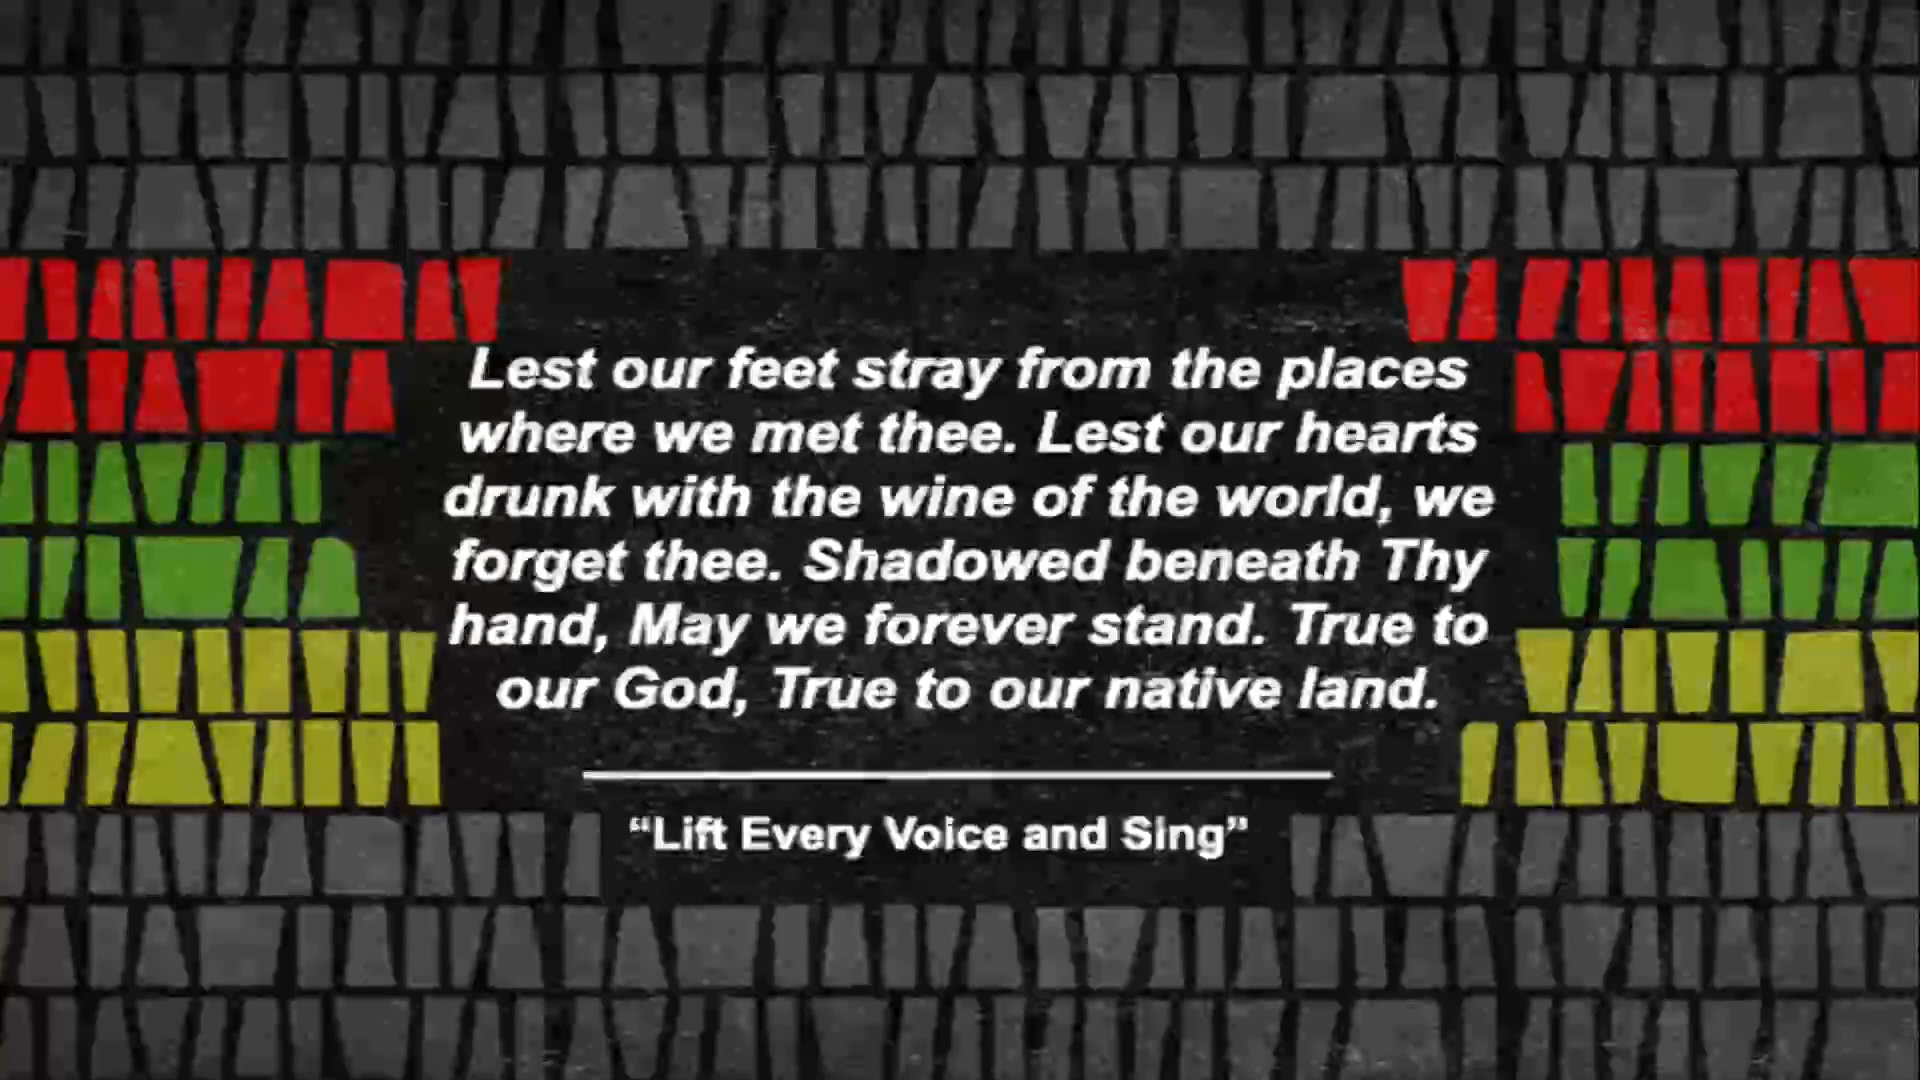 Lest our feet stray from the places
where we met thee. Lest our hearts
drunk with the wine of the world, we
forget thee. Shadowed beneath Thy
hand, May we forever stand. True to
our God, True to our native land.
“Lift Every Voice and Sing”